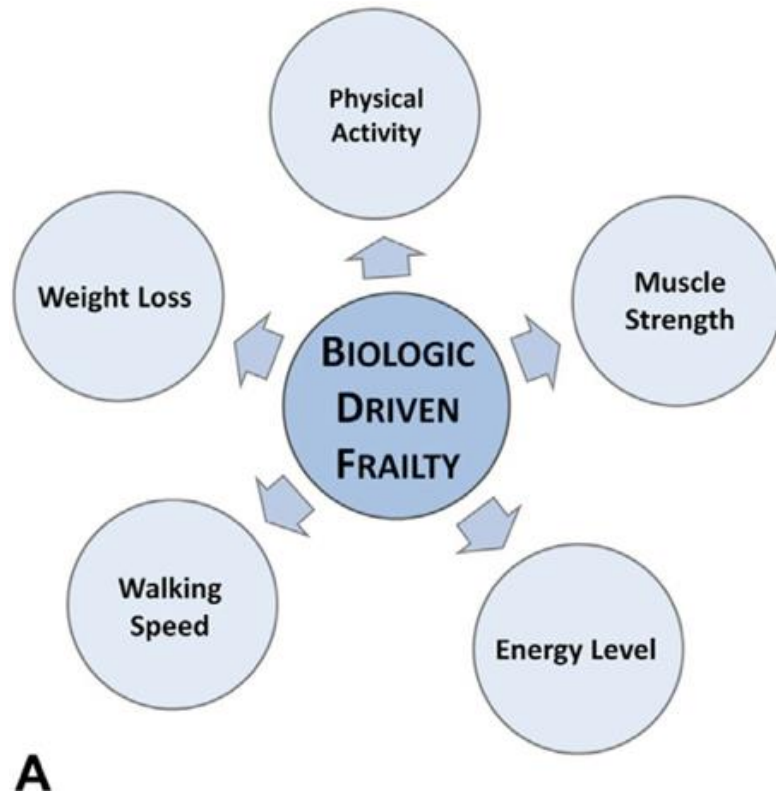 Physical
Activity
Weight Loss
Muscle
Strength
BIOLOGIC
DRIVEN
FRAILTY
Walking
Speed
Energy Level
A